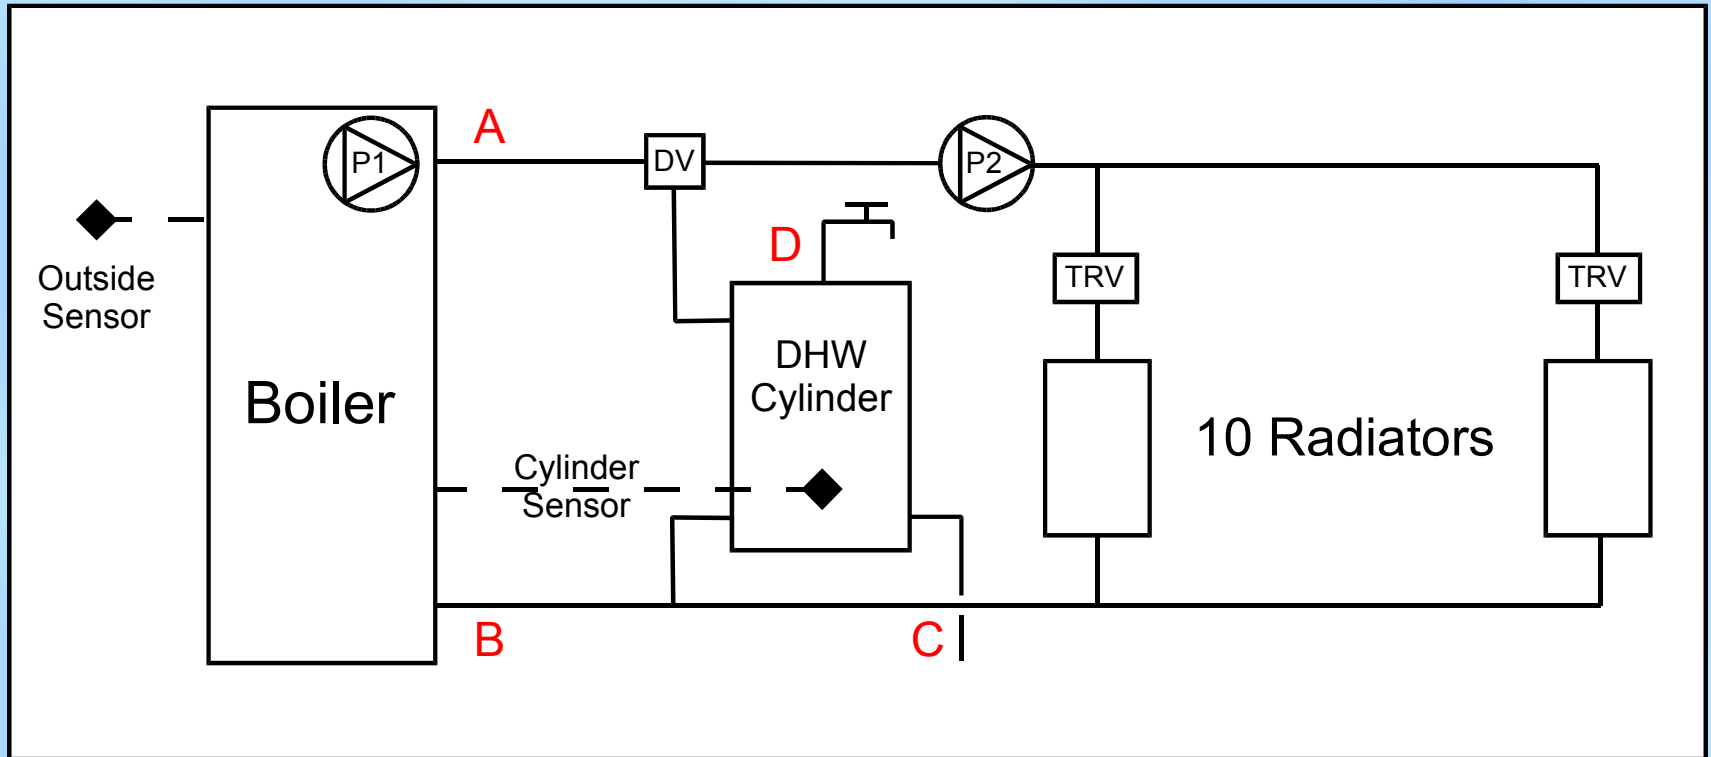 A
P1
DV
P2
D
Outside
Sensor
TRV
TRV
DHW
Cylinder
Boiler
10 Radiators
Cylinder
Sensor
B
C